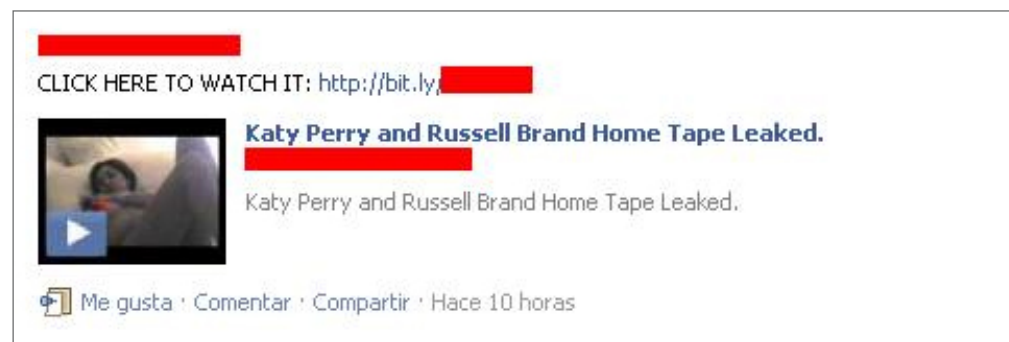 CLICK HERE TO WATCH IT: http://bit.ly/
Katy Perry and Russell Brand Home Tape Leaked.
Katy Perry and Russell Brand Home Tape Leaked.
Me gusta · Comentar · Compartir · Hace 10 horas